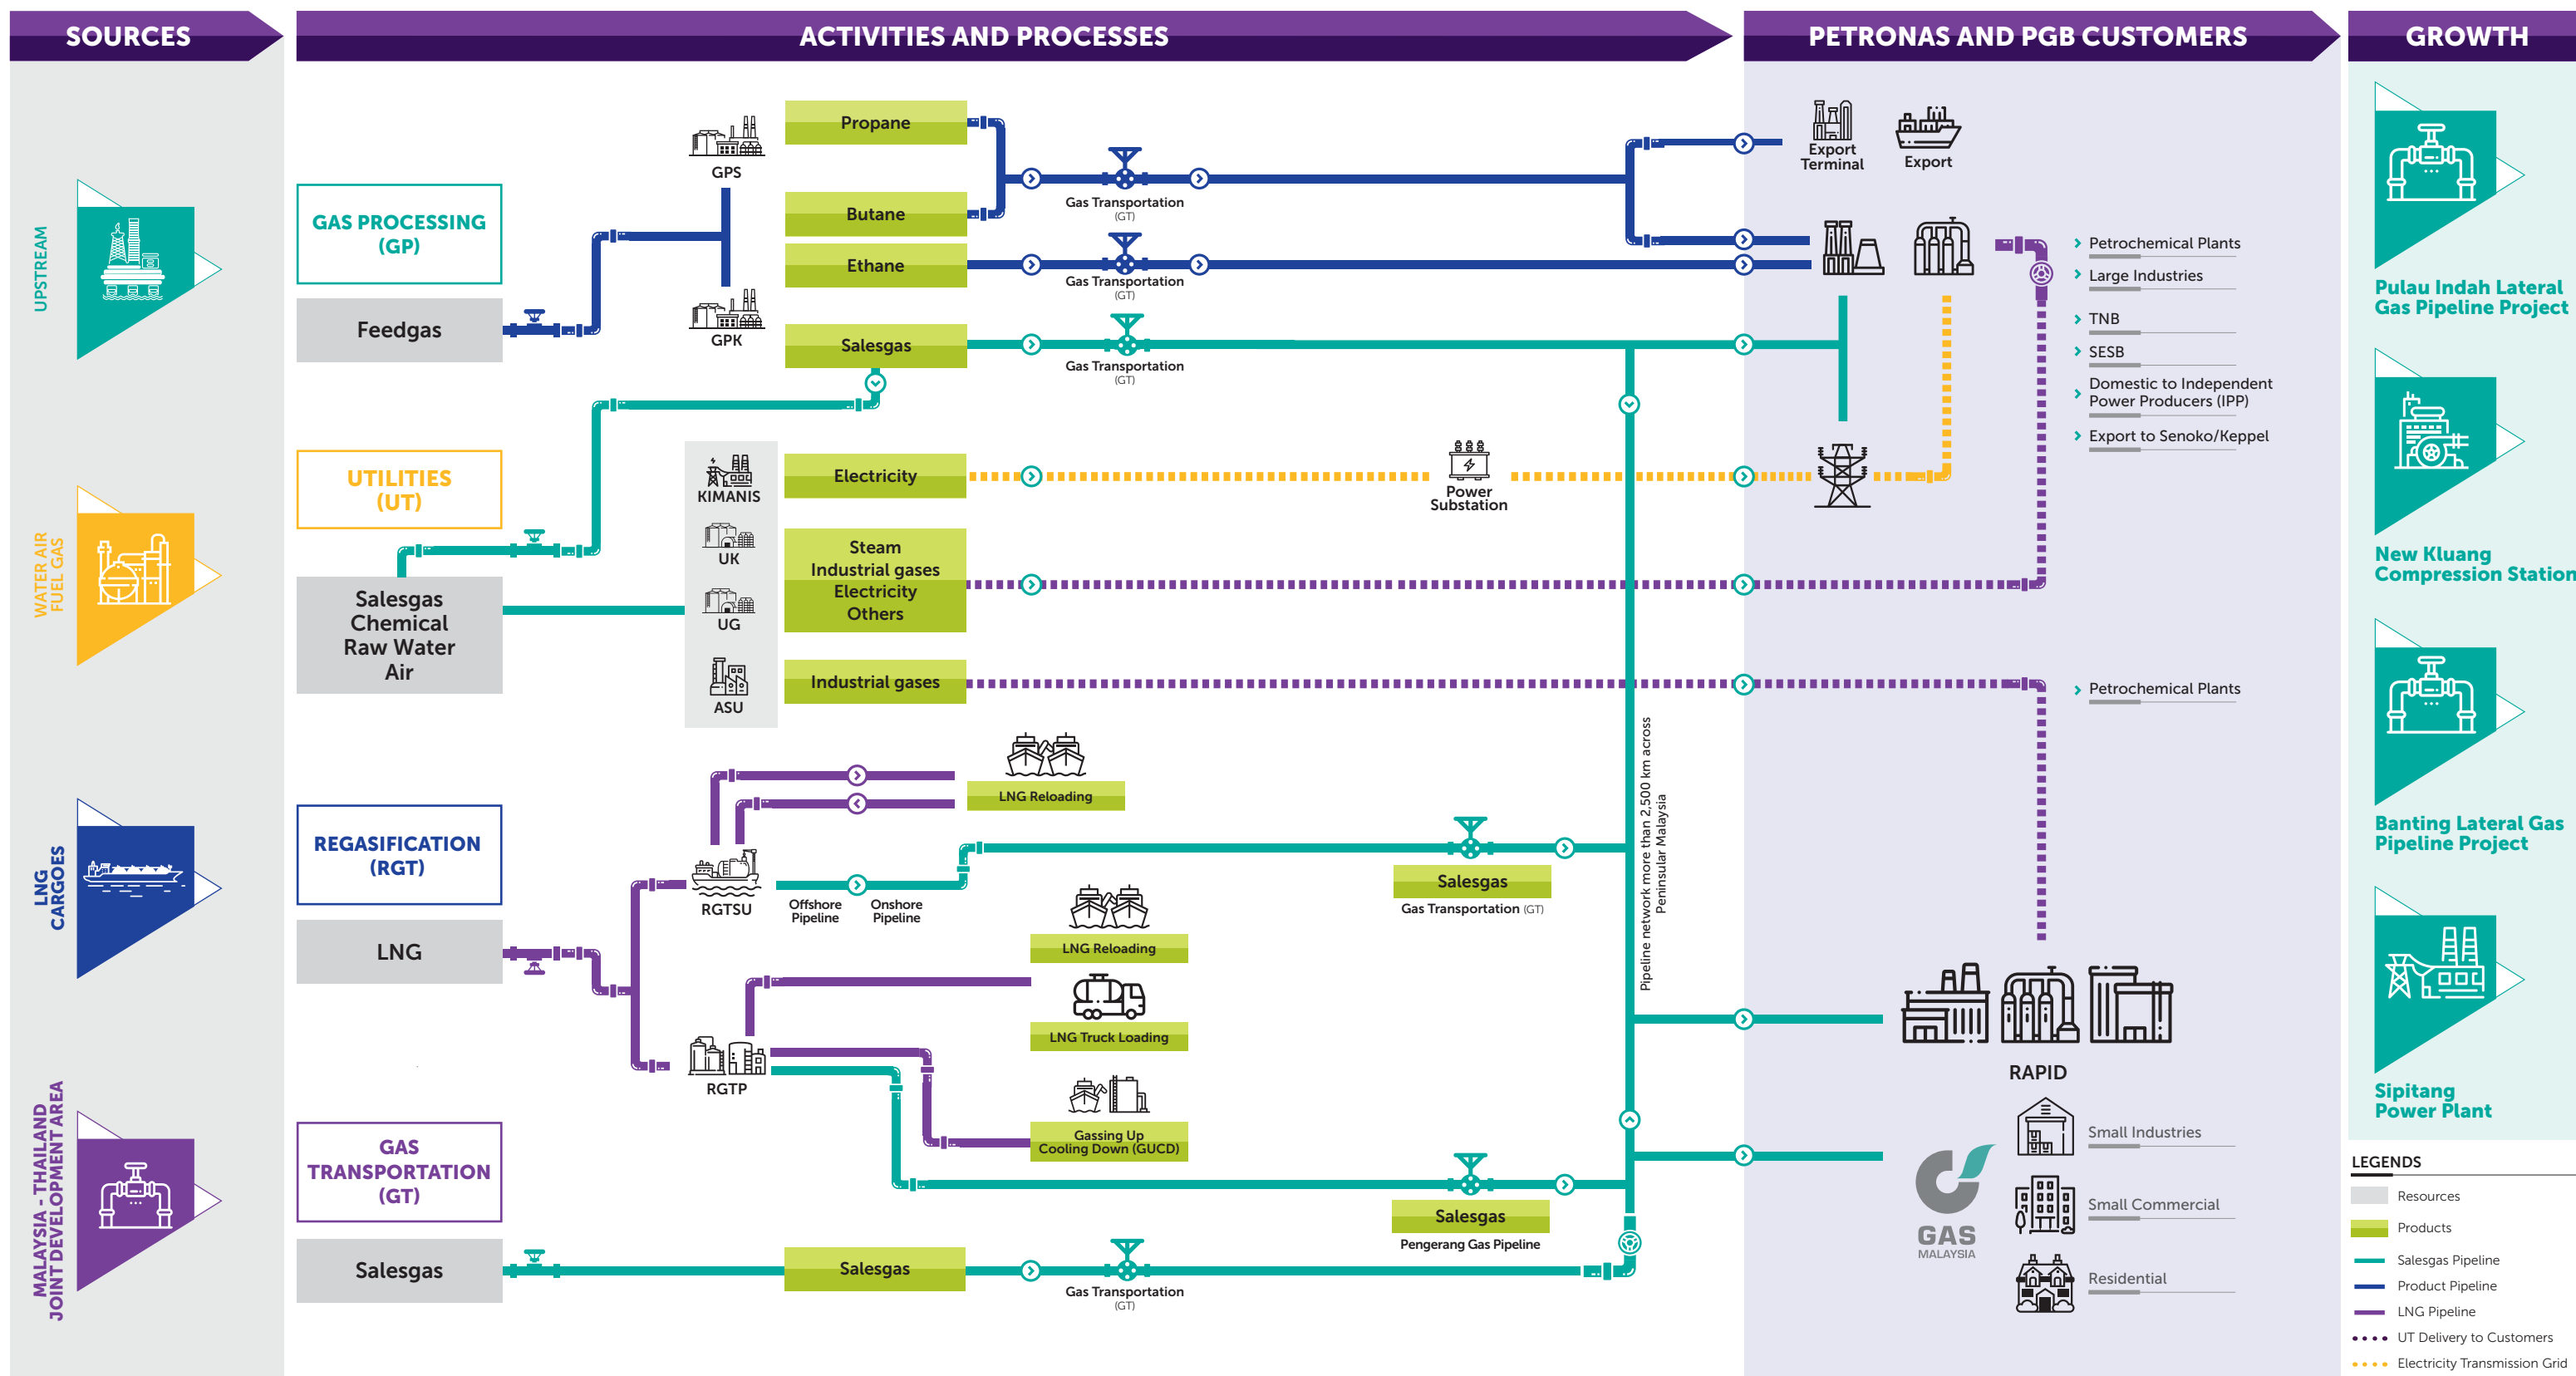 SOURCES
ACTIVITIES AND PROCESSES
PETRONAS AND PGB CUSTOMERS
GROWTH
UPSTREAM
WATER AIR
FUEL GAS
LNG
CARGOES
MALAYSIA - THAILAND
JOINT DEVELOPMENT AREA
GAS PROCESSING
(GP)
Feedgas
GPS
GPK
Propane
Butane
Ethane
Salesgas
Gas Transportation
(GT)
Gas Transportation
(GT)
Gas Transportation
(GT)
UTILITIES
(UT)
Salesgas
Chemical
Raw Water
Air
KIMANIS
UK
UG
ASU
Electricity
Steam
Industrial gases
Electricity
Others
Industrial gases
Power
Substation
REGASIFICATION
(RGT)
LNG
RGTSU
RGTP
LNG Reloading
Offshore
Pipeline
Onshore
Pipeline
LNG Reloading
LNG Truck Loading
Gassing Up
Cooling Down (GUCD)
Salesgas
Gas Transportation (GT)
Salesgas
Pengerang Gas Pipeline
Pipeline network more than 2,500 km across
Peninsular Malaysia
GAS
TRANSPORTATION
(GT)
Salesgas
Salesgas
Gas Transportation
(GT)
Export
Terminal
Export
Petrochemical Plants
Large Industries
TNB
SESB
Domestic to Independent
Power Producers (IPP)
Export to Senoko/Keppel
Petrochemical Plants
RAPID
GAS
MALAYSIA
Small Industries
Small Commercial
Residential
Pulau Indah Lateral
Gas Pipeline Project
New Kluang
Compression Station
Banting Lateral Gas
Pipeline Project
Sipitang
Power Plant
LEGENDS
Resources
Products
Salesgas Pipeline
Product Pipeline
LNG Pipeline
UT Delivery to Customers
Electricity Transmission Grid